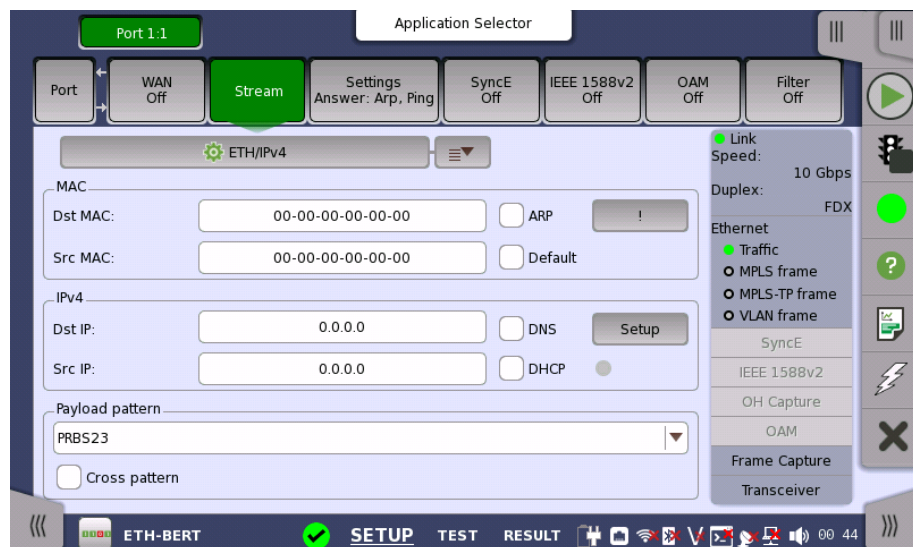 Port 1:1
Application Selector
Port
WAN
Off
Stream
Settings
Answer: Arp, Ping
SyncE
Off
IEEE 1588v2
Off
OAM
Off
Filter
Off
ETH/IPv4
MAC
Dst MAC:
00-00-00-00-00-00
ARP
!
Src MAC:
00-00-00-00-00-00
Default
IPv4
Dst IP:
0.0.0.0
DNS
Setup
Src IP:
0.0.0.0
DHCP
Payload pattern
PRBS23
Cross pattern
Link
Speed:
10 Gbps
Duplex:
FDX
Ethernet
Traffic
MPLS frame
MPLS-TP frame
VLAN frame
SyncE
IEEE 1588v2
OH Capture
OAM
Frame Capture
Transceiver
?
ETH-BERT
SETUP
TEST
RESULT
00 44